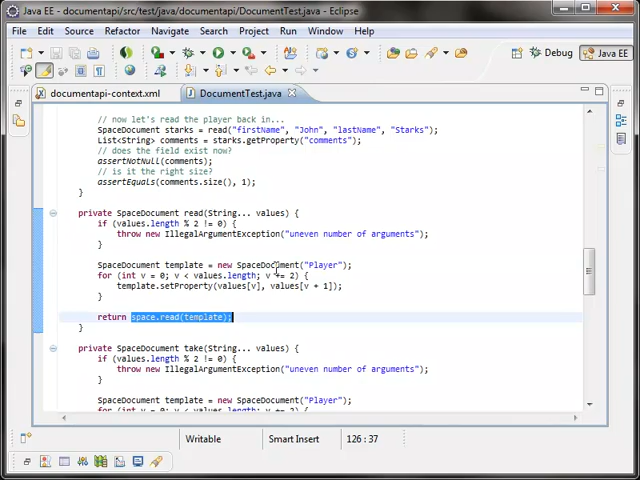 Java EE - documentapi/src/test/java/documentapi/DocumentTest.java - Eclipse
File Edit Source Refactor Navigate Search Project Run Window Help
Debug Java EE
documentapi-context.xml DocumentTest.java
// now let's read the player back in...
SpaceDocument starks = read("firstName", "John", "lastName", "Starks");
List<String> comments = starks.getProperty("comments");
// does the field exist now?
assertNotNull(comments);
// is it the right size?
assertEquals(comments.size(), 1);
}
private SpaceDocument read(String... values) {
if (values.length % 2 != 0) {
throw new IllegalArgumentException("uneven number of arguments");
}
SpaceDocument template = new SpaceDocument("Player");
for (int v = 0; v < values.length; v += 2) {
template.setProperty(values[v], values[v + 1]);
}
return space.read(template);
}
private SpaceDocument take(String... values) {
if (values.length % 2 != 0) {
throw new IllegalArgumentException("uneven number of arguments");
}
SpaceDocument template = new SpaceDocument("Player");
for (int v = 0; v < values.length; v += 2) {
Writable Smart Insert 126 : 37